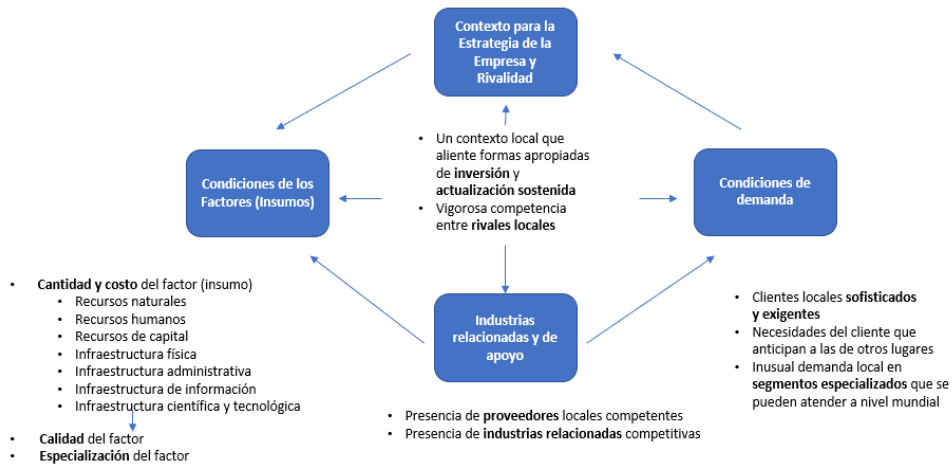 Contexto para la
Estrategia de la
Empresa y
Rivalidad
• Un contexto local que
aliente formas apropiadas
de inversión y
actualización sostenida
• Vigorosa competencia
entre rivales locales
Condiciones de los
Factores (Insumos)
Condiciones de
demanda
• Cantidad y costo del factor (insumo)
• Recursos naturales
• Recursos humanos
• Recursos de capital
• Infraestructura física
• Infraestructura administrativa
• Infraestructura de información
• Infraestructura científica y tecnológica
• Calidad del factor
• Especialización del factor
Industrias
relacionadas y de
apoyo
• Presencia de proveedores locales competentes
• Presencia de industrias relacionadas competitivas
• Clientes locales sofisticados
y exigentes
• Necesidades del cliente que
anticipan a las de otros lugares
• Inusual demanda local en
segmentos especializados que se
pueden atender a nivel mundial